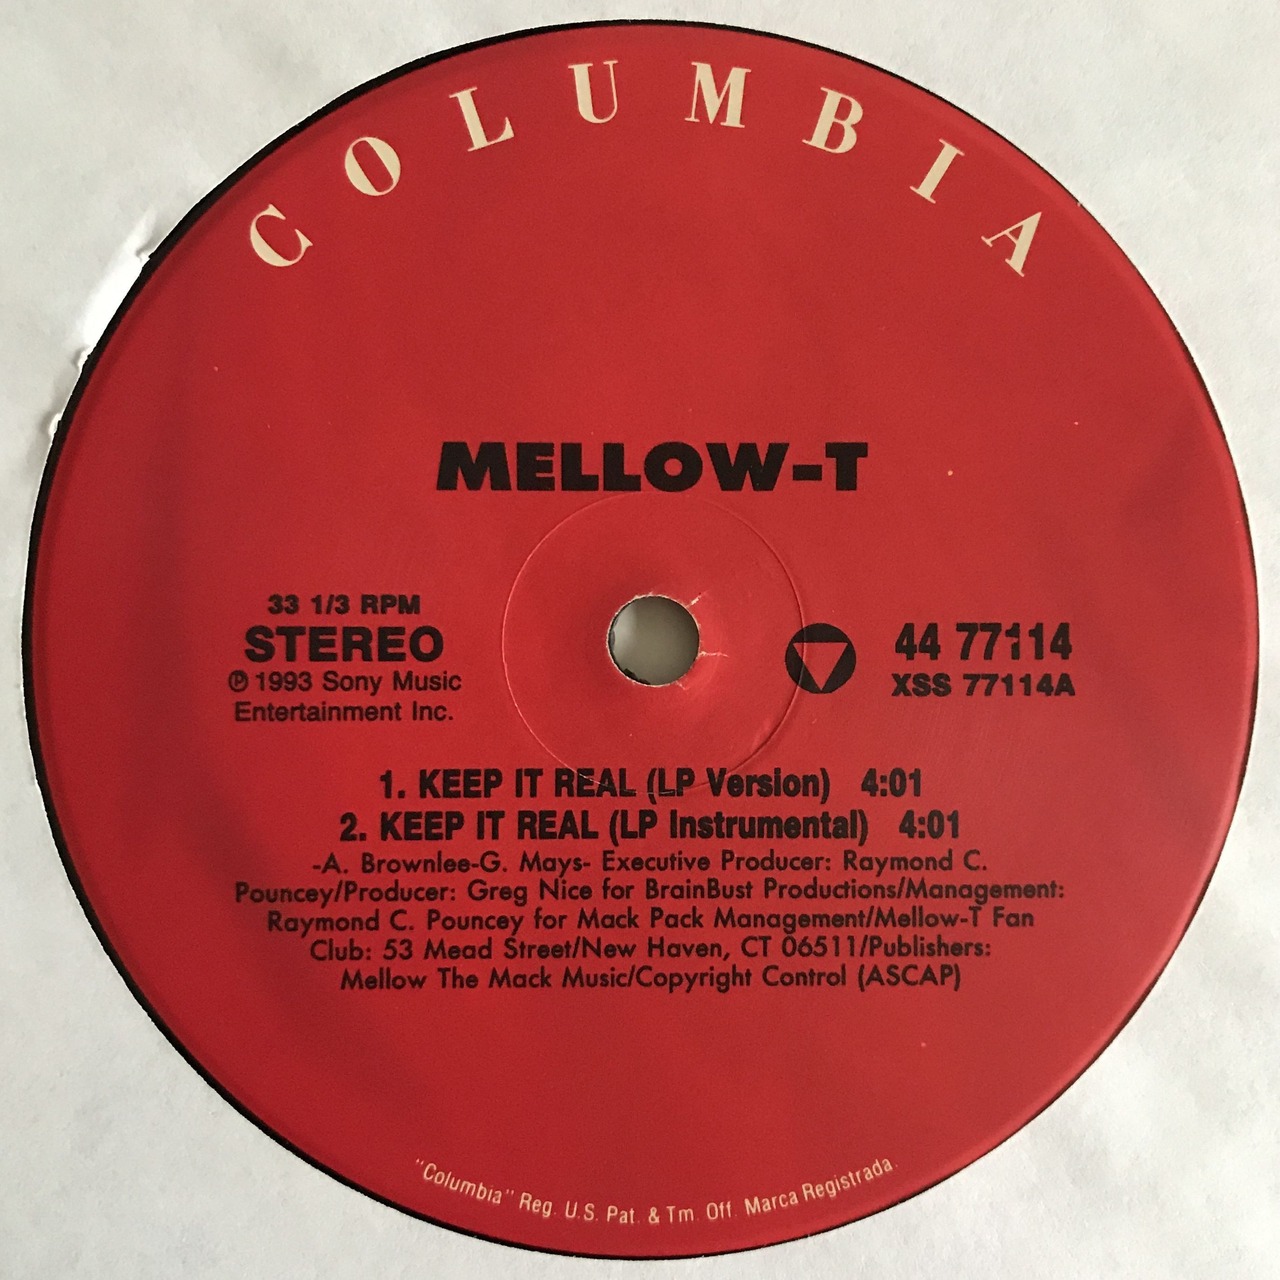 COLUMBIA
MELLOW-T
33 1/3 RPM
STEREO
℗ 1993 Sony Music
Entertainment Inc.
44 77114
XSS 77114A
1. KEEP IT REAL (LP Version) 4:01
2. KEEP IT REAL (LP Instrumental) 4:01
-A. Brownlee-G. Mays- Executive Producer: Raymond C.
Pouncey/Producer: Greg Nice for BrainBust Productions/Management:
Raymond C. Pouncey for Mack Pack Management/Mellow-T Fan
Club: 53 Mead Street/New Haven, CT 06511/Publishers:
Mellow The Mack Music/Copyright Control (ASCAP)
"Columbia" Reg. U.S. Pat. & Tm. Off. Marca Registrada.